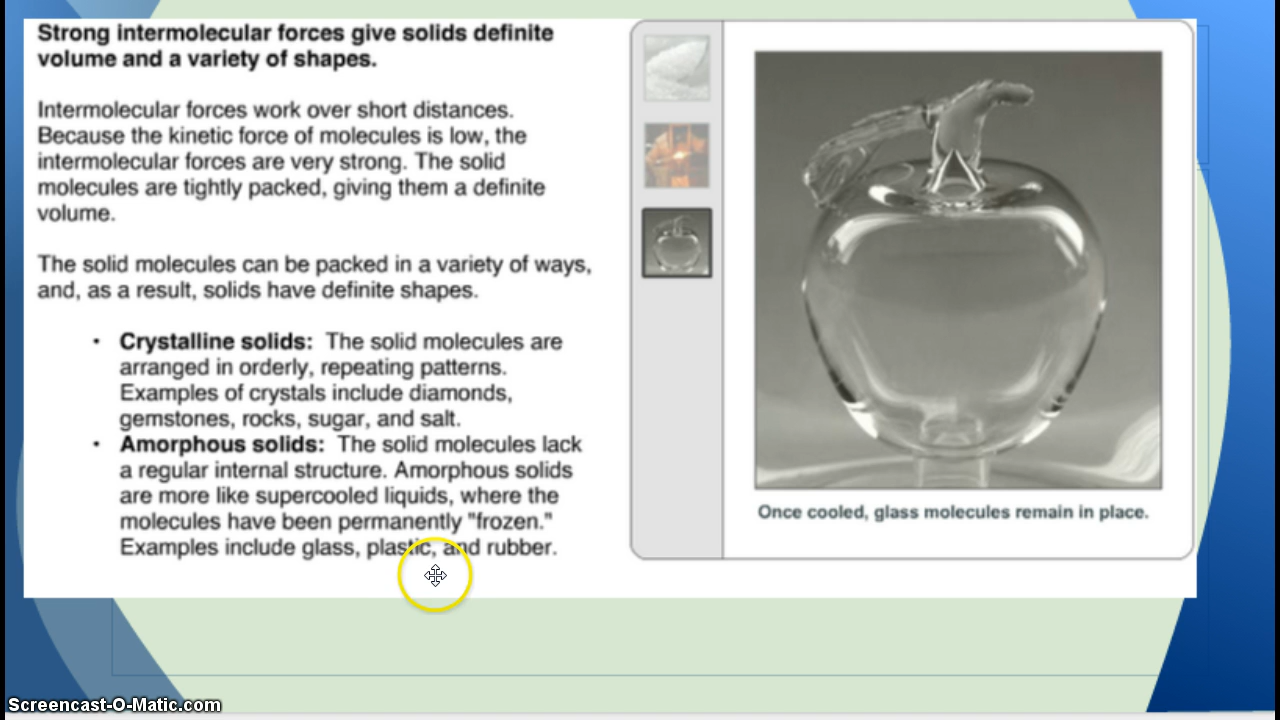 Strong intermolecular forces give solids definite
volume and a variety of shapes.
Intermolecular forces work over short distances.
Because the kinetic force of molecules is low, the
intermolecular forces are very strong. The solid
molecules are tightly packed, giving them a definite
volume.
The solid molecules can be packed in a variety of ways,
and, as a result, solids have definite shapes.
• Crystalline solids: The solid molecules are
arranged in orderly, repeating patterns.
Examples of crystals include diamonds,
gemstones, rocks, sugar, and salt.
• Amorphous solids: The solid molecules lack
a regular internal structure. Amorphous solids
are more like supercooled liquids, where the
molecules have been permanently "frozen."
Examples include glass, plastic, and rubber.
Once cooled, glass molecules remain in place.
Screencast-O-Matic.com